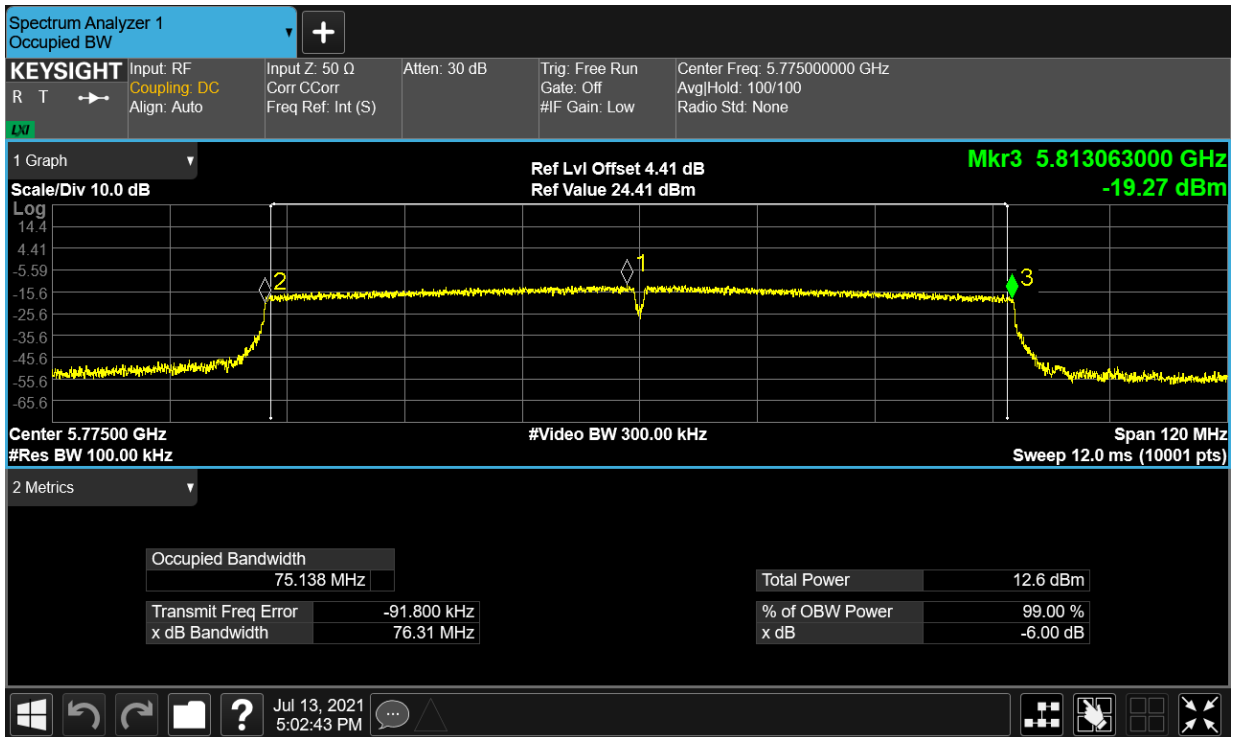 Spectrum Analyzer 1
Occupied BW
KEYSIGHT
R T
LXI
Input: RF
Coupling: DC
Align: Auto
Input Z: 50 Ω
Corr CCorr
Freq Ref: Int (S)
Atten: 30 dB
Trig: Free Run
Gate: Off
#IF Gain: Low
Center Freq: 5.775000000 GHz
Avg|Hold: 100/100
Radio Std: None
1 Graph
Scale/Div 10.0 dB
Ref Lvl Offset 4.41 dB
Ref Value 24.41 dBm
Mkr3 5.813063000 GHz
-19.27 dBm
Log
14.4
4.41
-5.59
-15.6
-25.6
-35.6
-45.6
-55.6
-65.6
2
1
3
Center 5.77500 GHz
#Video BW 300.00 kHz
Span 120 MHz
#Res BW 100.00 kHz
Sweep 12.0 ms (10001 pts)
2 Metrics
Occupied Bandwidth
75.138 MHz
Total Power 12.6 dBm
Transmit Freq Error -91.800 kHz
% of OBW Power 99.00 %
x dB Bandwidth 76.31 MHz
x dB -6.00 dB
?
Jul 13, 2021
5:02:43 PM